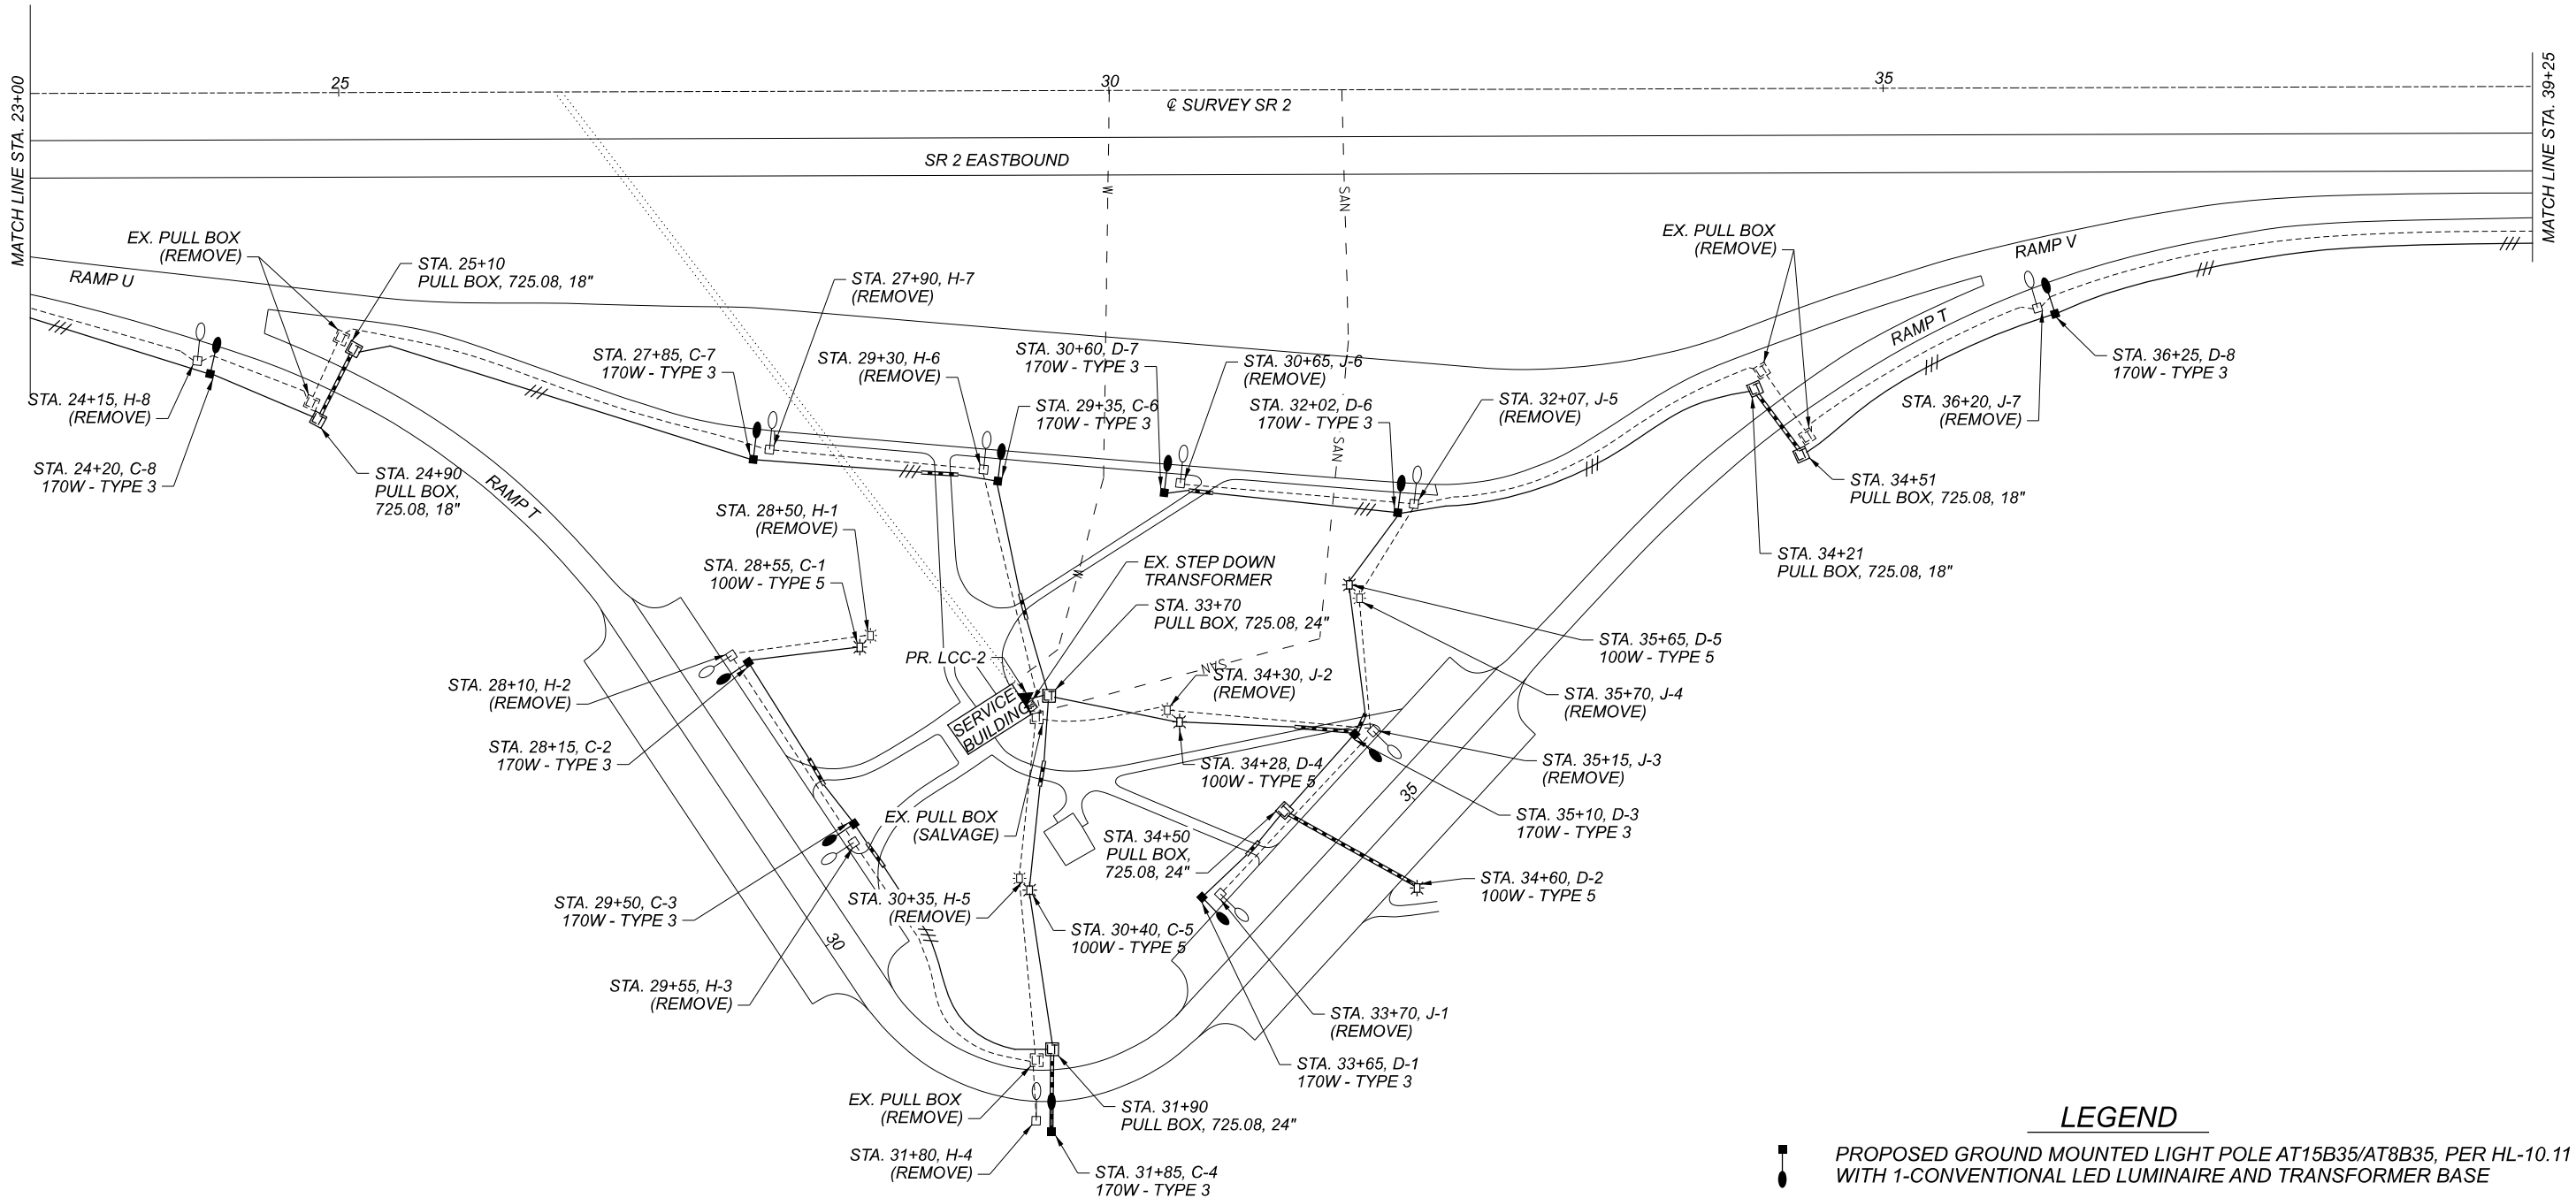 MATCH LINE STA. 23+00
25
30
35
℄ SURVEY SR 2
SR 2 EASTBOUND
MATCH LINE STA. 39+25
W
SAN
EX. PULL BOX
(REMOVE)
RAMP U
STA. 25+10
PULL BOX, 725.08, 18"
STA. 27+90, H-7
(REMOVE)
EX. PULL BOX
(REMOVE)
RAMP V
RAMP T
STA. 27+85, C-7
170W - TYPE 3
STA. 29+30, H-6
(REMOVE)
STA. 30+60, D-7
170W - TYPE 3
STA. 30+65, J-6
(REMOVE)
STA. 36+25, D-8
170W - TYPE 3
STA. 24+15, H-8
(REMOVE)
STA. 29+35, C-6
170W - TYPE 3
STA. 32+02, D-6
170W - TYPE 3
STA. 32+07, J-5
(REMOVE)
STA. 36+20, J-7
(REMOVE)
SAN
STA. 24+20, C-8
170W - TYPE 3
STA. 24+90
PULL BOX,
725.08, 18"
RAMP T
STA. 34+51
PULL BOX, 725.08, 18"
STA. 28+50, H-1
(REMOVE)
STA. 34+21
PULL BOX, 725.08, 18"
STA. 28+55, C-1
100W - TYPE 5
EX. STEP DOWN
TRANSFORMER
W
STA. 33+70
PULL BOX, 725.08, 24"
STA. 35+65, D-5
100W - TYPE 5
PR. LCC-2
SAN
STA. 34+30, J-2
(REMOVE)
STA. 28+10, H-2
(REMOVE)
STA. 35+70, J-4
(REMOVE)
SERVICE
BUILDING
STA. 28+15, C-2
170W - TYPE 3
STA. 34+28, D-4
100W - TYPE 5
STA. 35+15, J-3
(REMOVE)
35
EX. PULL BOX
(SALVAGE)
STA. 35+10, D-3
170W - TYPE 3
STA. 34+50
PULL BOX,
725.08, 24"
STA. 34+60, D-2
100W - TYPE 5
STA. 29+50, C-3
170W - TYPE 3
STA. 30+35, H-5
(REMOVE)
30
STA. 30+40, C-5
100W - TYPE 5
STA. 29+55, H-3
(REMOVE)
STA. 33+70, J-1
(REMOVE)
STA. 33+65, D-1
170W - TYPE 3
EX. PULL BOX
(REMOVE)
STA. 31+90
PULL BOX, 725.08, 24"
STA. 31+80, H-4
(REMOVE)
STA. 31+85, C-4
170W - TYPE 3
LEGEND
PROPOSED GROUND MOUNTED LIGHT POLE AT15B35/AT8B35, PER HL-10.11
WITH 1-CONVENTIONAL LED LUMINAIRE AND TRANSFORMER BASE